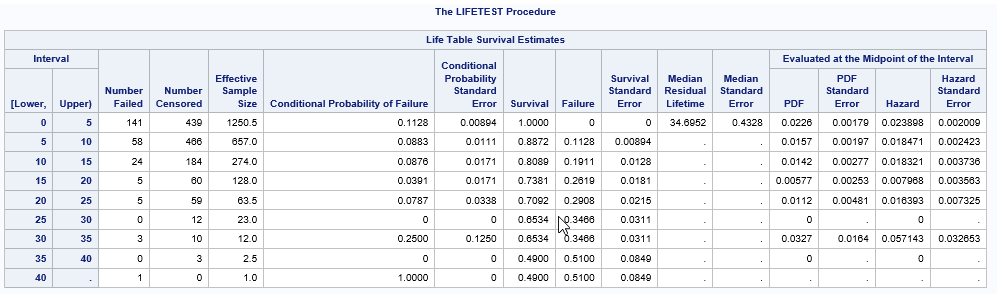 The LIFETEST Procedure
Life Table Survival Estimates
Interval Number Failed Number Censored Effective Sample Size Conditional Probability of Failure Conditional Probability Standard Error Survival Failure Survival Standard Error Median Residual Lifetime Median Standard Error Evaluated at the Midpoint of the Interval
[Lower, Upper) PDF PDF Standard Error Hazard Hazard Standard Error
0 5 141 439 1250.5 0.1128 0.00894 1.0000 0 0 34.6952 0.4328 0.0226 0.00179 0.023898 0.002009
5 10 58 466 657.0 0.0883 0.0111 0.8872 0.1128 0.00894 . . 0.0157 0.00197 0.018471 0.002423
10 15 24 184 274.0 0.0876 0.0171 0.8089 0.1911 0.0128 . . 0.0142 0.00277 0.018321 0.003736
15 20 5 60 128.0 0.0391 0.0171 0.7381 0.2619 0.0181 . . 0.00577 0.00253 0.007968 0.003563
20 25 5 59 63.5 0.0787 0.0338 0.7092 0.2908 0.0215 . . 0.0112 0.00481 0.016393 0.007325
25 30 0 12 23.0 0 0 0.6534 0.3466 0.0311 . . 0 . 0 .
30 35 3 10 12.0 0.2500 0.1250 0.6534 0.3466 0.0311 . . 0.0327 0.0164 0.057143 0.032653
35 40 0 3 2.5 0 0 0.4900 0.5100 0.0849 . . 0 . 0 .
40 . 1 0 1.0 1.0000 0 0.4900 0.5100 0.0849 . . . . . .